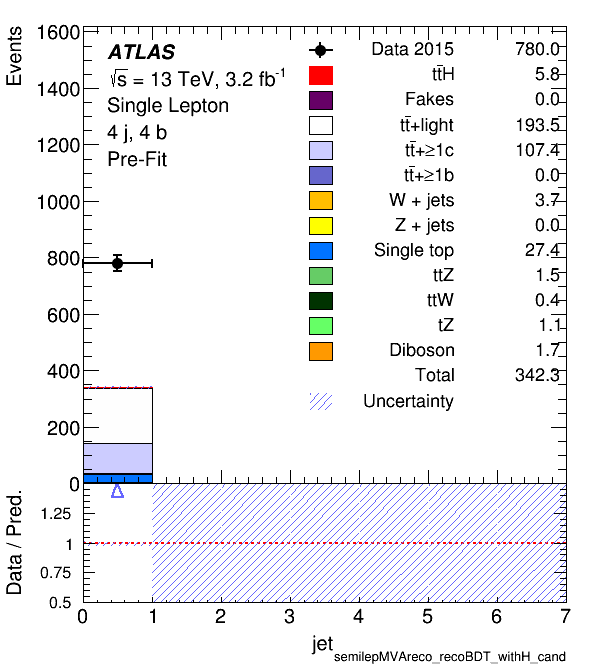 Events
1600
1400
1200
1000
800
600
400
200
0
ATLAS
√s = 13 TeV, 3.2 fb⁻¹
Single Lepton
4 j, 4 b
Pre-Fit
Data 2015 780.0
tt̄H 5.8
Fakes 0.0
tt̄+light 193.5
tt̄+≥1c 107.4
tt̄+≥1b 0.0
W + jets 3.7
Z + jets 0.0
Single top 27.4
ttZ 1.5
ttW 0.4
tZ 1.1
Diboson 1.7
Total 342.3
Uncertainty
Data / Pred.
1.25
1
0.75
0.5
0 1 2 3 4 5 6 7
jet
semilepMVAreco_recoBDT_withH_cand